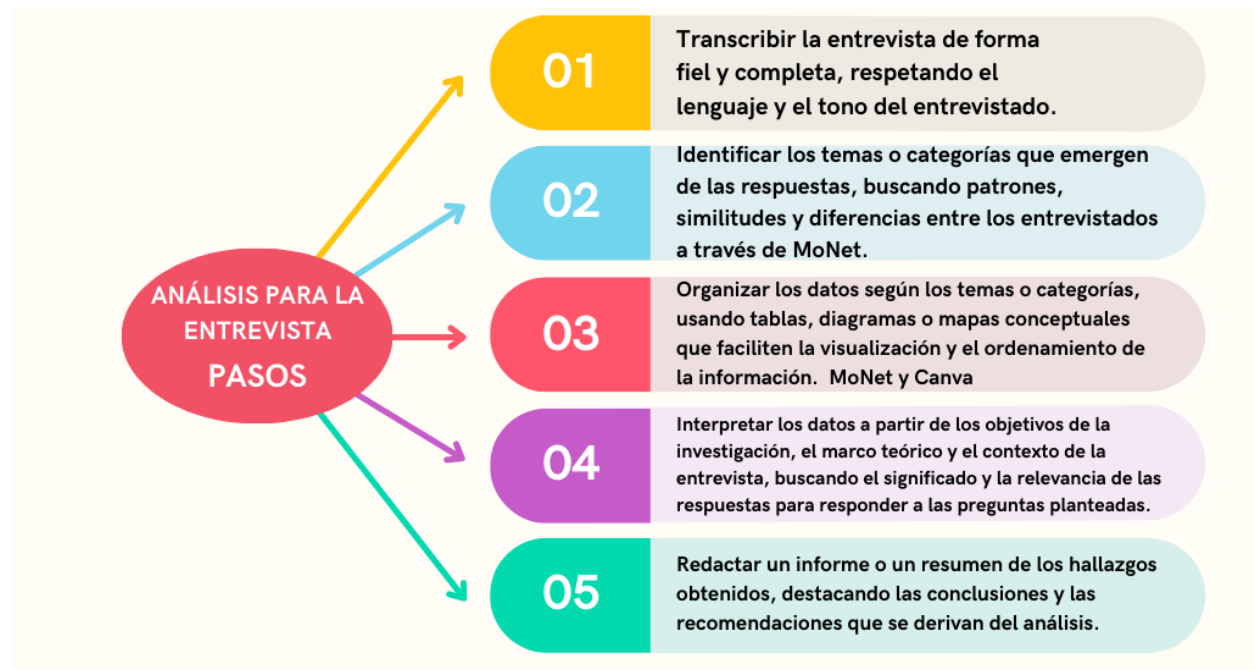 ANÁLISIS PARA LA
ENTREVISTA
PASOS
01
Transcribir la entrevista de forma
fiel y completa, respetando el
lenguaje y el tono del entrevistado.
02
Identificar los temas o categorías que emergen
de las respuestas, buscando patrones,
similitudes y diferencias entre los entrevistados
a través de MoNet.
03
Organizar los datos según los temas o categorías,
usando tablas, diagramas o mapas conceptuales
que faciliten la visualización y el ordenamiento de
la información.  MoNet y Canva
04
Interpretar los datos a partir de los objetivos de la
investigación, el marco teórico y el contexto de la
entrevista, buscando el significado y la relevancia de las
respuestas para responder a las preguntas planteadas.
05
Redactar un informe o un resumen de los hallazgos
obtenidos, destacando las conclusiones y las
recomendaciones que se derivan del análisis.